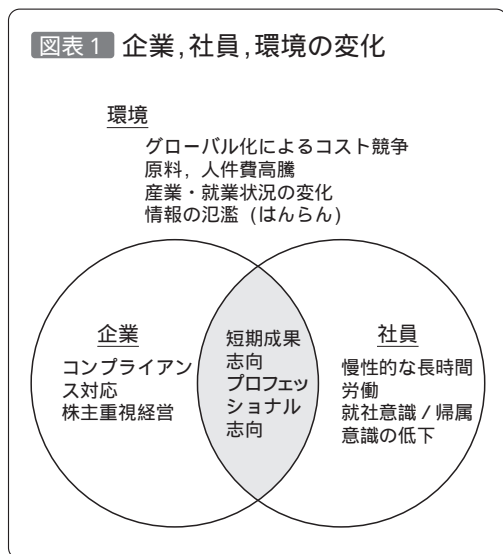 図表1 企業,社員,環境の変化
環境
グローバル化によるコスト競争
原料,人件費高騰
産業・就業状況の変化
情報の氾濫(はんらん)
企業
コンプライアン
ス対応
株主重視経営
短期成果
志向
プロフェッ
ショナル
志向
社員
慢性的な長時間
労働
就社意識/帰属
意識の低下